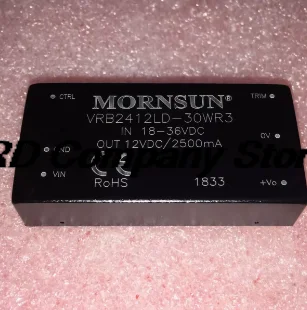 CTRL
MORNSUN®
TRIM
VRB2412LD-30WR3
IN 18-36VDC
0V
OUT 12VDC/2500mA
GND
RD Company Store
VIN
RoHS
1833
+Vo